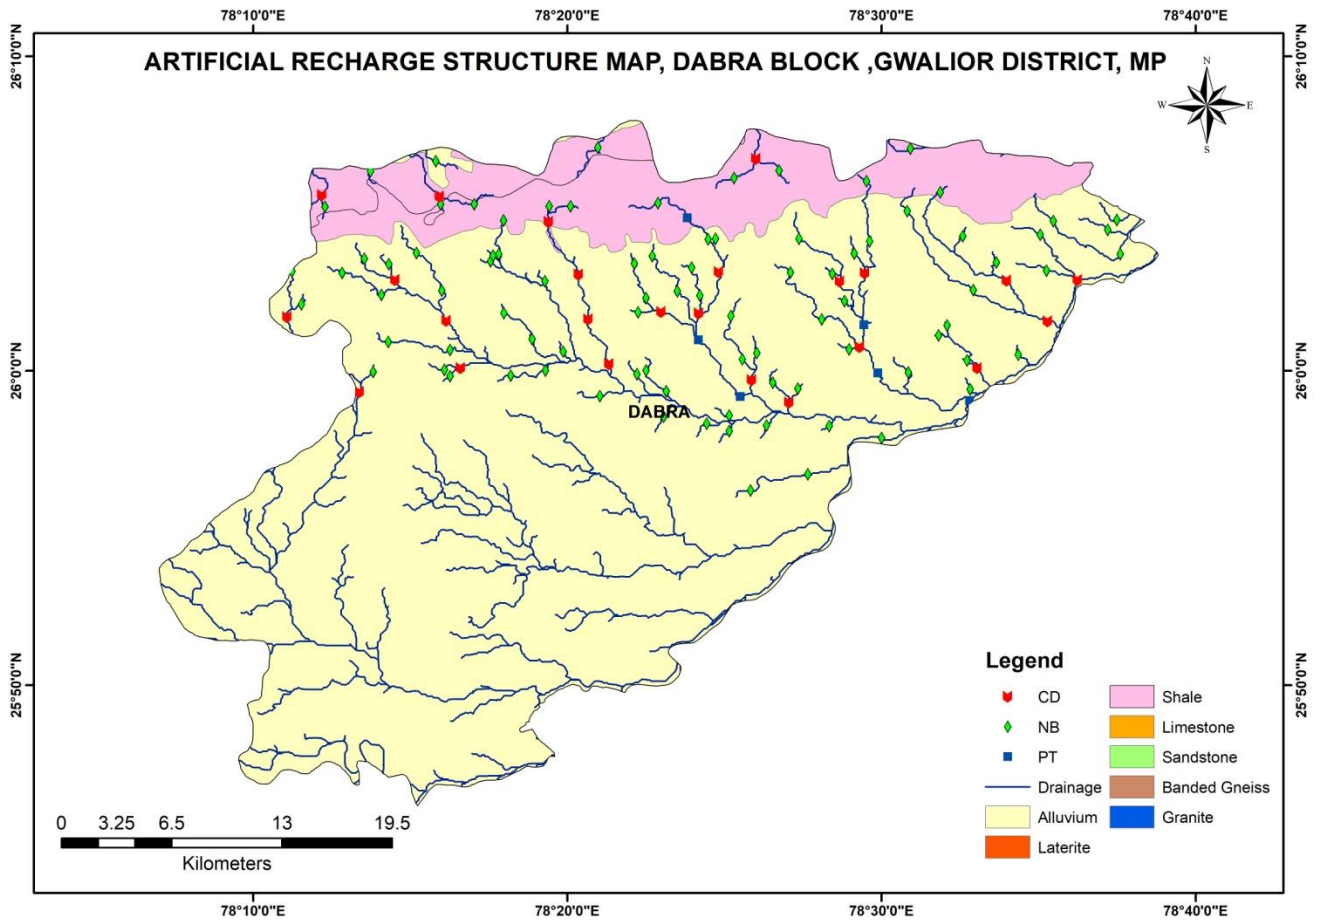 78°10'0"E 78°20'0"E 78°30'0"E 78°40'0"E
26°10'0"N 26°10'0"N
ARTIFICIAL RECHARGE STRUCTURE MAP, DABRA BLOCK ,GWALIOR DISTRICT, MP
N
W E
S
26°0'0"N 26°0'0"N
DABRA
25°50'0"N 25°50'0"N
Legend
CD
NB
PT
Drainage
Alluvium
Laterite
Shale
Limestone
Sandstone
Banded Gneiss
Granite
0 3.25 6.5 13 19.5
Kilometers
78°10'0"E 78°20'0"E 78°30'0"E 78°40'0"E